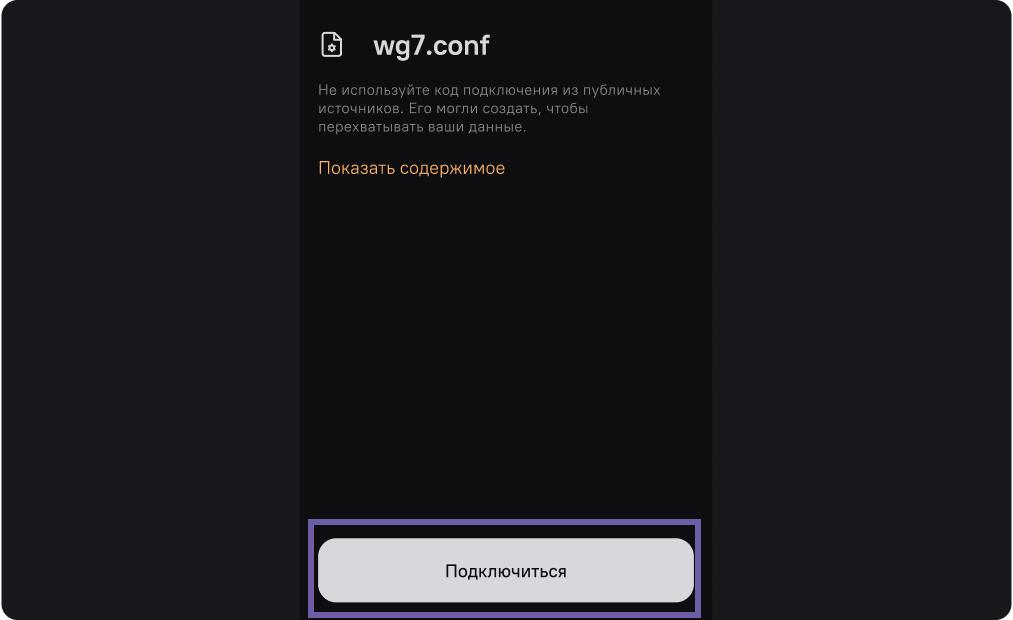 wg7.conf
Не используйте код подключения из публичных
источников. Его могли создать, чтобы
перехватывать ваши данные.
Показать содержимое
Подключиться